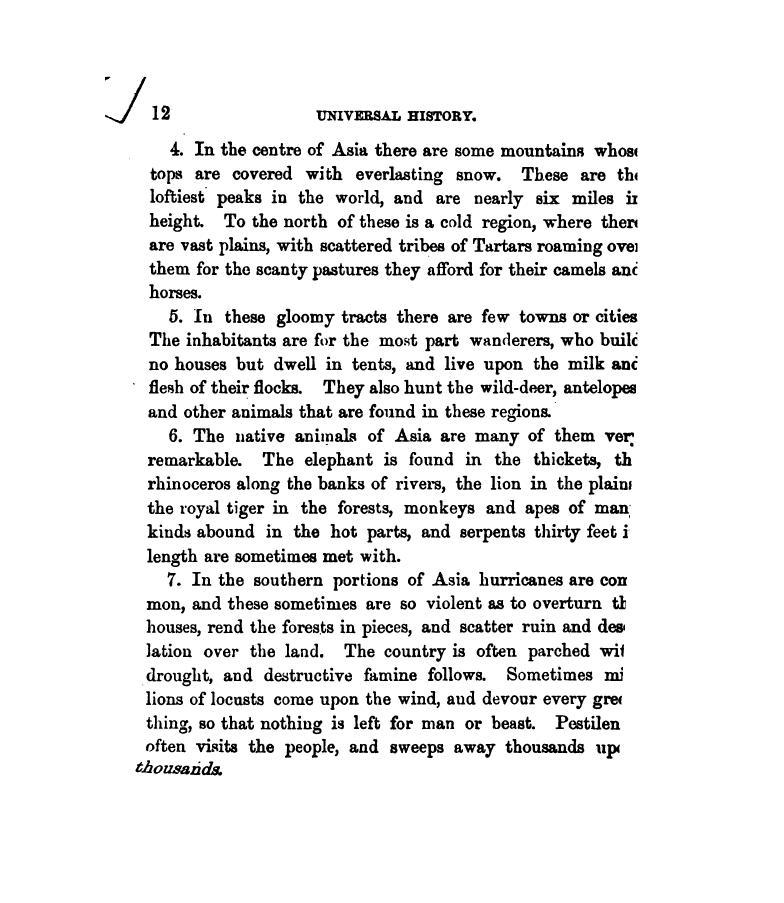 12 UNIVERSAL HISTORY.
4. In the centre of Asia there are some mountains whose
tops are covered with everlasting snow. These are the
loftiest peaks in the world, and are nearly six miles in
height. To the north of these is a cold region, where there
are vast plains, with scattered tribes of Tartars roaming over
them for the scanty pastures they afford for their camels and
horses.
5. In these gloomy tracts there are few towns or cities
The inhabitants are for the most part wanderers, who build
no houses but dwell in tents, and live upon the milk and
flesh of their flocks. They also hunt the wild-deer, antelopes
and other animals that are found in these regions.
6. The native animals of Asia are many of them very
remarkable. The elephant is found in the thickets, th
rhinoceros along the banks of rivers, the lion in the plains
the royal tiger in the forests, monkeys and apes of man
kinds abound in the hot parts, and serpents thirty feet i
length are sometimes met with.
7. In the southern portions of Asia hurricanes are com
mon, and these sometimes are so violent as to overturn th
houses, rend the forests in pieces, and scatter ruin and des
lation over the land. The country is often parched wit
drought, and destructive famine follows. Sometimes mi
lions of locusts come upon the wind, and devour every gree
thing, so that nothing is left for man or beast. Pestilen
often visits the people, and sweeps away thousands up
thousands.